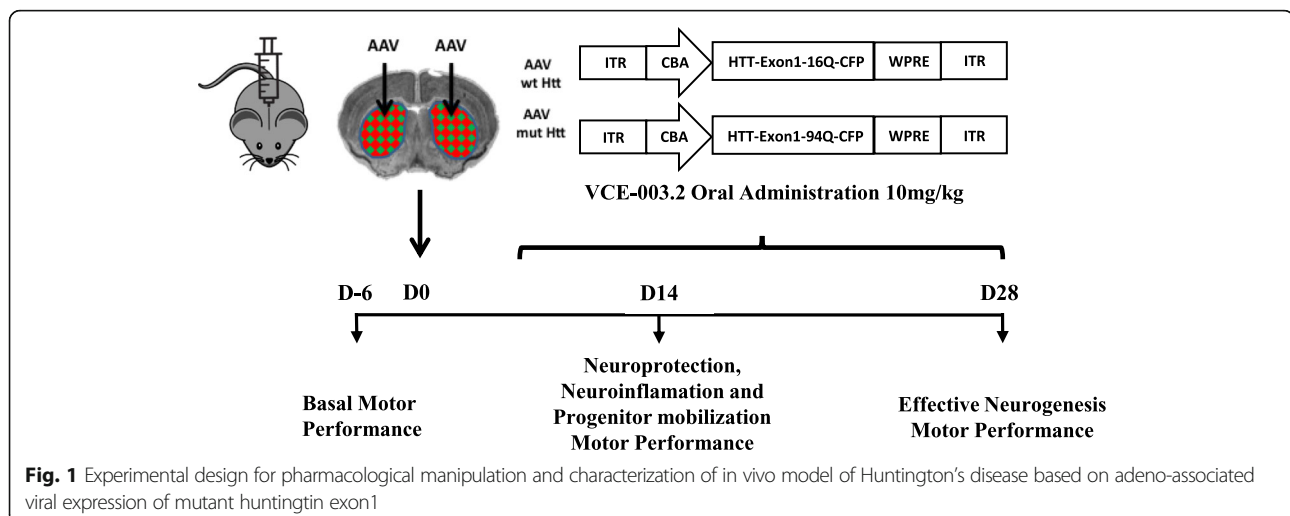 AAV AAV
AAV
wt Htt
ITR CBA HTT-Exon1-16Q-CFP WPRE ITR
AAV
mut Htt
ITR CBA HTT-Exon1-94Q-CFP WPRE ITR
VCE-003.2 Oral Administration 10mg/kg
D-6 D0 D14 D28
Basal Motor
Performance
Neuroprotection,
Neuroinflamation and
Progenitor mobilization
Motor Performance
Effective Neurogenesis
Motor Performance
Fig. 1 Experimental design for pharmacological manipulation and characterization of in vivo model of Huntington's disease based on adeno-associated
viral expression of mutant huntingtin exon1